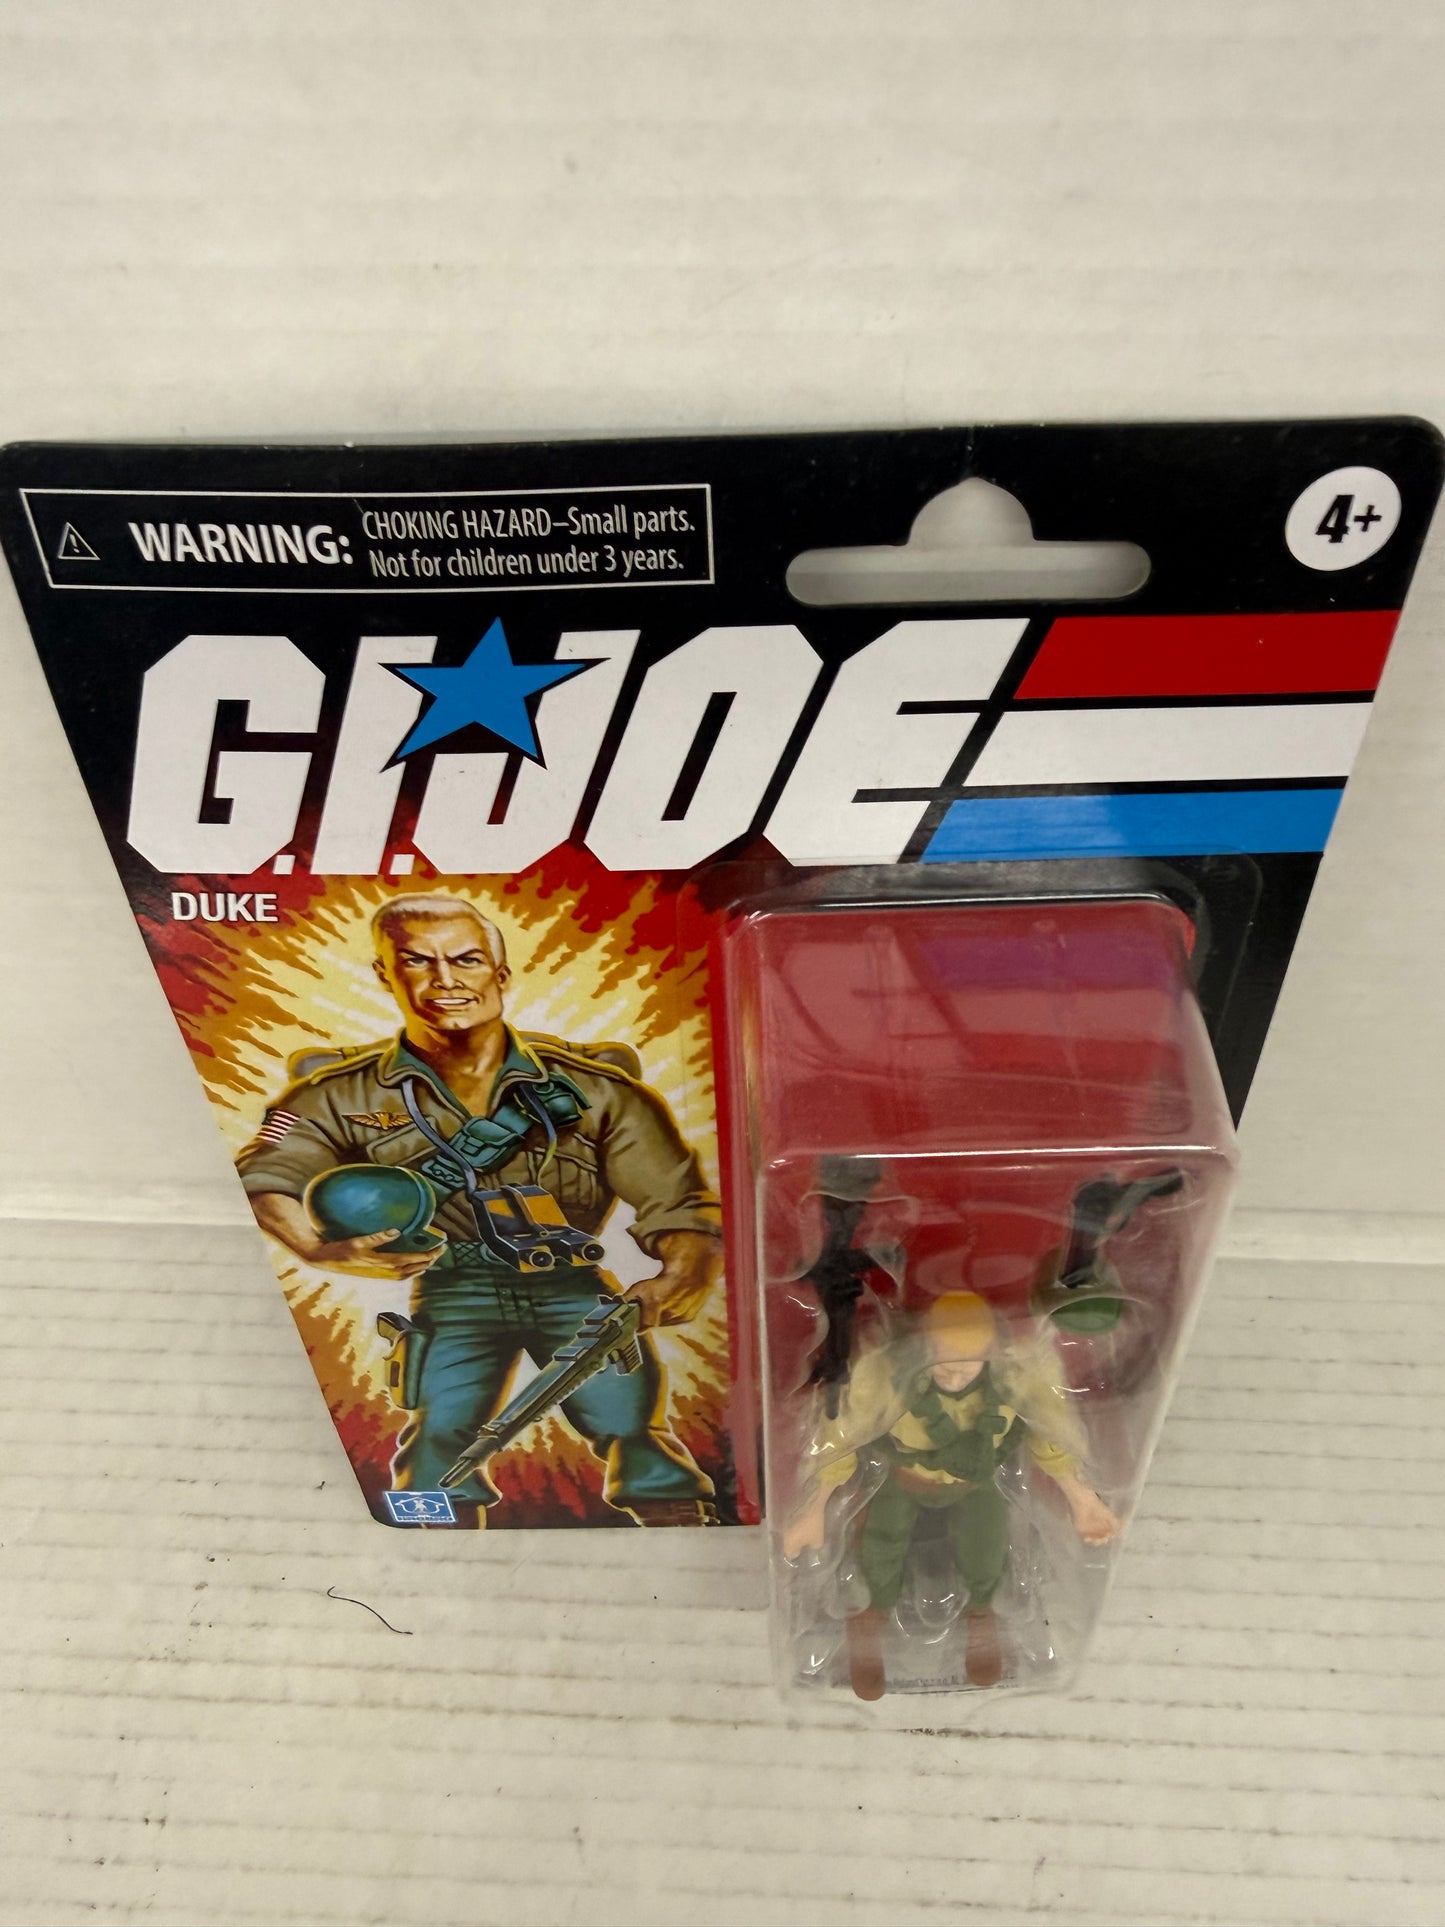 WARNING: CHOKING HAZARD–Small parts.
Not for children under 3 years.
4+
G.I.JOE
DUKE